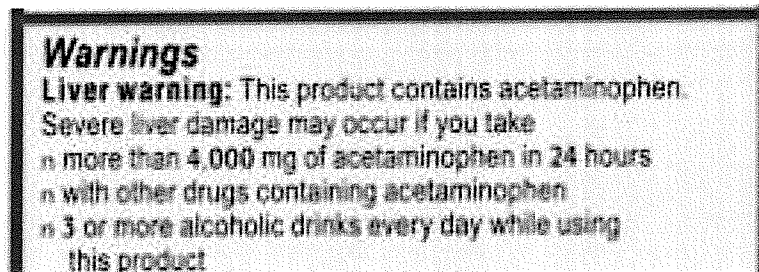 Warnings
Liver warning: This product contains acetaminophen.
Severe liver damage may occur if you take
n more than 4,000 mg of acetaminophen in 24 hours
n with other drugs containing acetaminophen
n 3 or more alcoholic drinks every day while using
this product